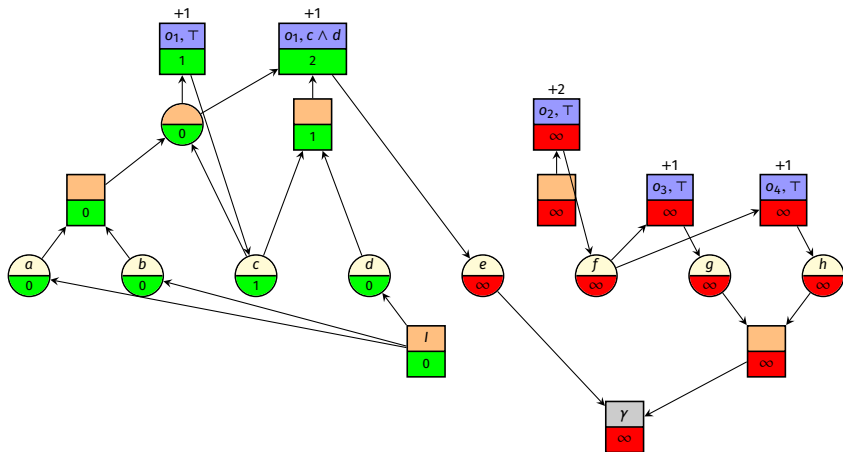 +1 +1
o₁, ⊤ o₁, c ∧ d
1 2
+2
o₂, ⊤
0 1 ∞
+1 +1
o₃, ⊤ o₄, ⊤
0 ∞ ∞ ∞
a b c d e f g h
0 0 1 0 ∞ ∞ ∞ ∞
I
0 ∞
γ
∞